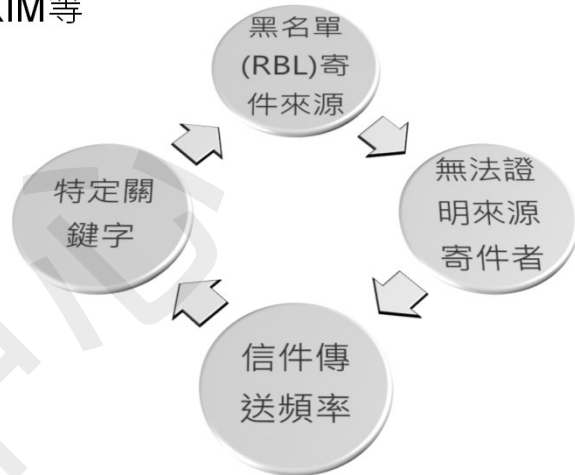 KIM等
黑名單
(RBL)寄
件來源
無法證
明來源
寄件者
信件傳
送頻率
特定關
鍵字